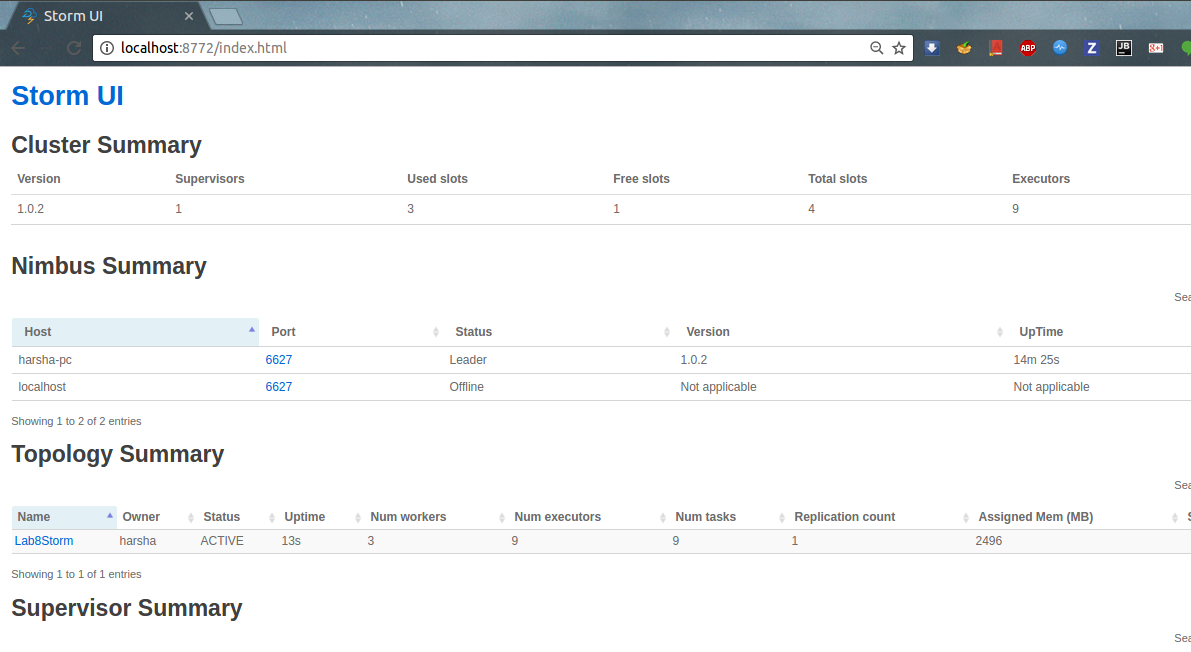 Storm UI
localhost:8772/index.html
ABP
Z
JB
g+1
Storm UI
Cluster Summary
Version Supervisors Used slots Free slots Total slots Executors
1.0.2 1 3 1 4 9
Nimbus Summary
Sea
Host Port Status Version UpTime
harsha-pc 6627 Leader 1.0.2 14m 25s
localhost 6627 Offline Not applicable Not applicable
Showing 1 to 2 of 2 entries
Topology Summary
Sea
Name Owner Status Uptime Num workers Num executors Num tasks Replication count Assigned Mem (MB) S
Lab8Storm harsha ACTIVE 13s 3 9 9 1 2496
Showing 1 to 1 of 1 entries
Supervisor Summary
Sea